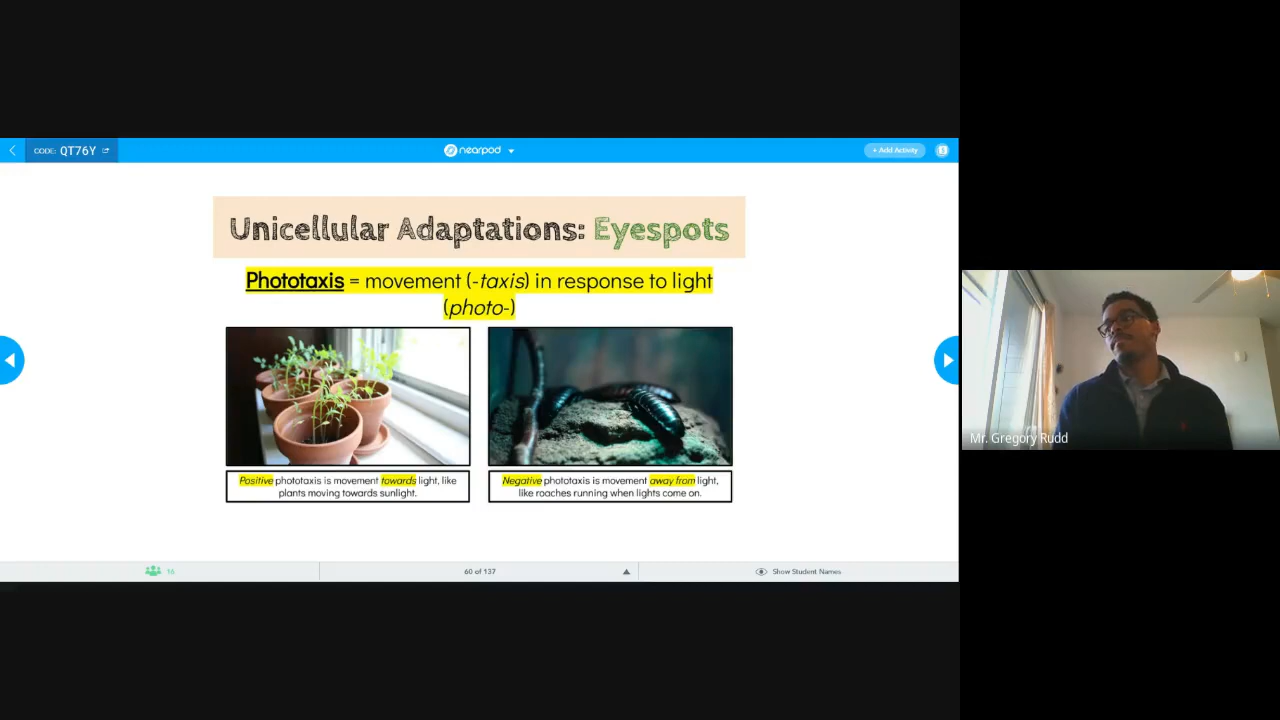 CODE: QT76Y
nearpod
+ Add Activity
Unicellular Adaptations: Eyespots
Phototaxis = movement (-taxis) in response to light
(photo-)
Positive phototaxis is movement towards light, like
plants moving towards sunlight.
Negative phototaxis is movement away from light,
like roaches running when lights come on.
Mr. Gregory Rudd
16
60 of 137
Show Student Names